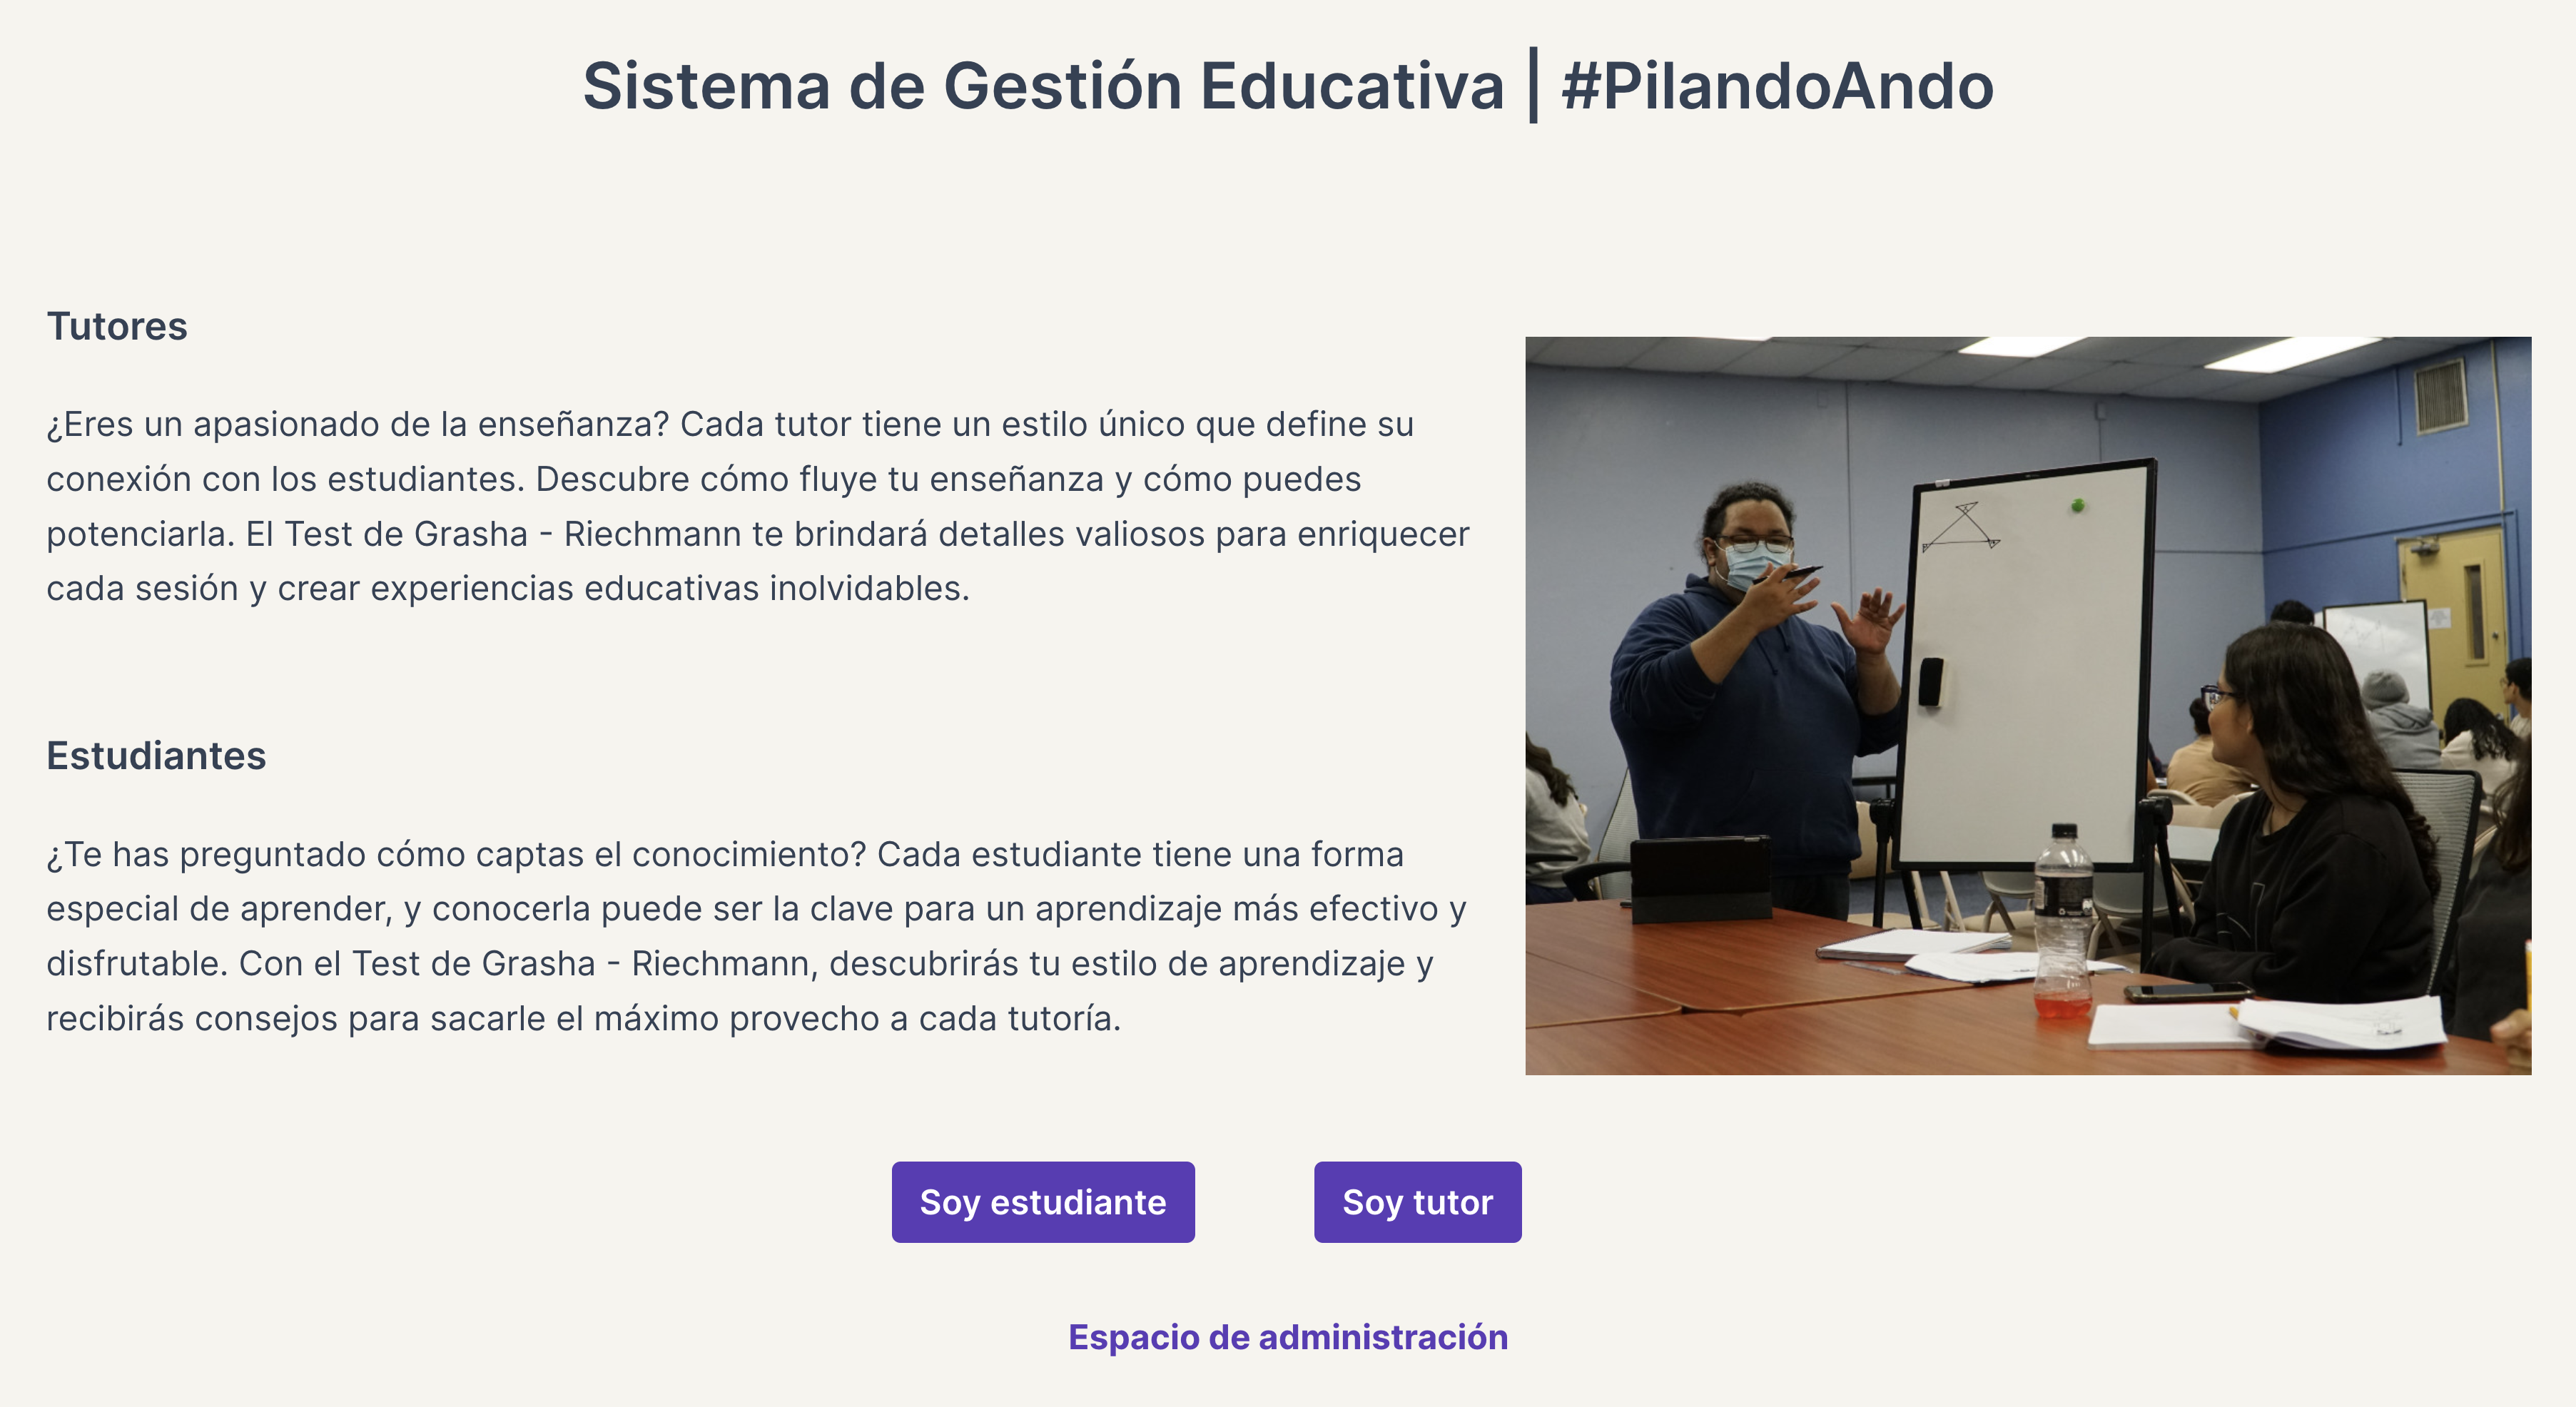 Sistema de Gestión Educativa | #PilandoAndo
Tutores
¿Eres un apasionado de la enseñanza? Cada tutor tiene un estilo único que define su
conexión con los estudiantes. Descubre cómo fluye tu enseñanza y cómo puedes
potenciarla. El Test de Grasha - Riechmann te brindará detalles valiosos para enriquecer
cada sesión y crear experiencias educativas inolvidables.
Estudiantes
¿Te has preguntado cómo captas el conocimiento? Cada estudiante tiene una forma
especial de aprender, y conocerla puede ser la clave para un aprendizaje más efectivo y
disfrutable. Con el Test de Grasha - Riechmann, descubrirás tu estilo de aprendizaje y
recibirás consejos para sacarle el máximo provecho a cada tutoría.
Soy estudiante
Soy tutor
Espacio de administración